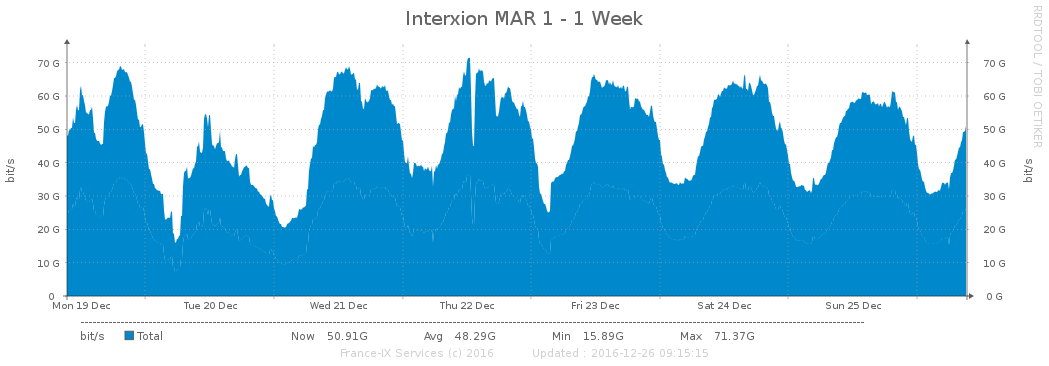 Interxion MAR 1 - 1 Week
RRDTOOL / TOBI OETIKER
bit/s
bit/s
70 G 70 G
60 G 60 G
50 G 50 G
40 G 40 G
30 G 30 G
20 G 20 G
10 G 10 G
0 0 G
Mon 19 Dec Tue 20 Dec Wed 21 Dec Thu 22 Dec Fri 23 Dec Sat 24 Dec Sun 25 Dec
bit/s Total Now 50.91G Avg 48.29G Min 15.89G Max 71.37G
France-IX Services (c) 2016 Updated : 2016-12-26 09:15:15